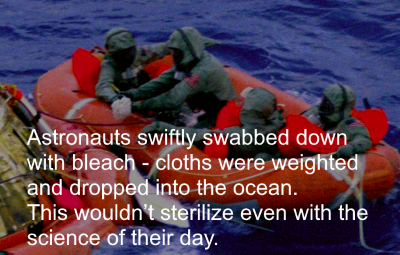 Astronauts swiftly swabbed down
with bleach - cloths were weighted
and dropped into the ocean.
This wouldn't sterilize even with the
science of their day.